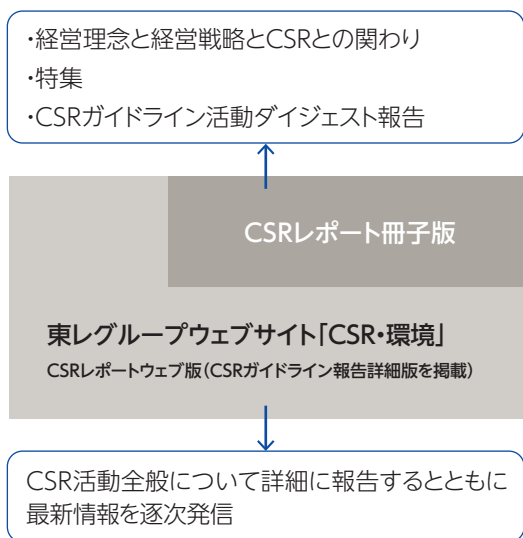 ・経営理念と経営戦略とCSRとの関わり
・特集
・CSRガイドライン活動ダイジェスト報告
CSRレポート冊子版
東レグループウェブサイト「CSR・環境」
CSRレポートウェブ版（CSRガイドライン報告詳細版を掲載）
CSR活動全般について詳細に報告するとともに
最新情報を逐次発信